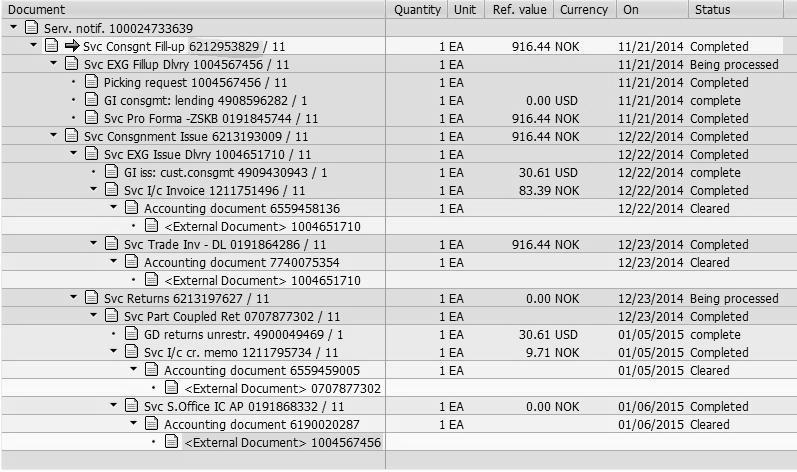 Document Quantity Unit Ref. value Currency On Status
Serv. notif. 100024733639
Svc Consgnt Fill-up 6212953829 / 11 1 EA 916.44 NOK 11/21/2014 Completed
Svc EXG Fillup Dlvry 1004567456 / 11 1 EA 11/21/2014 Being processed
Picking request 1004567456 / 11 1 EA 11/21/2014 Completed
GI consgmt: lending 4908596282 / 1 1 EA 0.00 USD 11/21/2014 complete
Svc Pro Forma -ZSKB 0191845744 / 11 1 EA 916.44 NOK 11/21/2014 Completed
Svc Consgnment Issue 6213193009 / 11 1 EA 916.44 NOK 12/22/2014 Completed
Svc EXG Issue Dlvry 1004651710 / 11 1 EA 12/22/2014 Completed
GI iss: cust.consgmt 4909430943 / 1 1 EA 30.61 USD 12/22/2014 complete
Svc I/c Invoice 1211751496 / 11 1 EA 83.39 NOK 12/22/2014 Completed
Accounting document 6559458136 1 EA 12/22/2014 Cleared
<External Document> 1004651710
Svc Trade Inv - DL 0191864286 / 11 1 EA 916.44 NOK 12/23/2014 Completed
Accounting document 7740075354 1 EA 12/23/2014 Cleared
<External Document> 1004651710
Svc Returns 6213197627 / 11 1 EA 0.00 NOK 12/23/2014 Being processed
Svc Part Coupled Ret 0707877302 / 11 1 EA 12/23/2014 Completed
GD returns unrestr. 4900049469 / 1 1 EA 30.61 USD 01/05/2015 complete
Svc I/c cr. memo 1211795734 / 11 1 EA 9.71 NOK 01/05/2015 Completed
Accounting document 6559459005 1 EA 01/05/2015 Cleared
<External Document> 0707877302
Svc S.Office IC AP 0191868332 / 11 1 EA 0.00 NOK 01/06/2015 Completed
Accounting document 6190020287 1 EA 01/06/2015 Cleared
<External Document> 1004567456